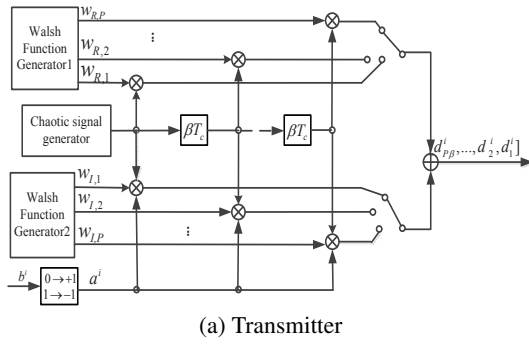 Walsh
Function
Generator1
w_{R,P}
⋮
w_{R,2}
w_{R,1}
Chaotic signal
generator
βT_c
βT_c
d^i_{Pβ},...,d^i_2,d^i_1]
Walsh
Function
Generator2
w_{I,1}
w_{I,2}
w_{I,P}
⋮
b^i
0→+1
1→−1
a^i
(a) Transmitter